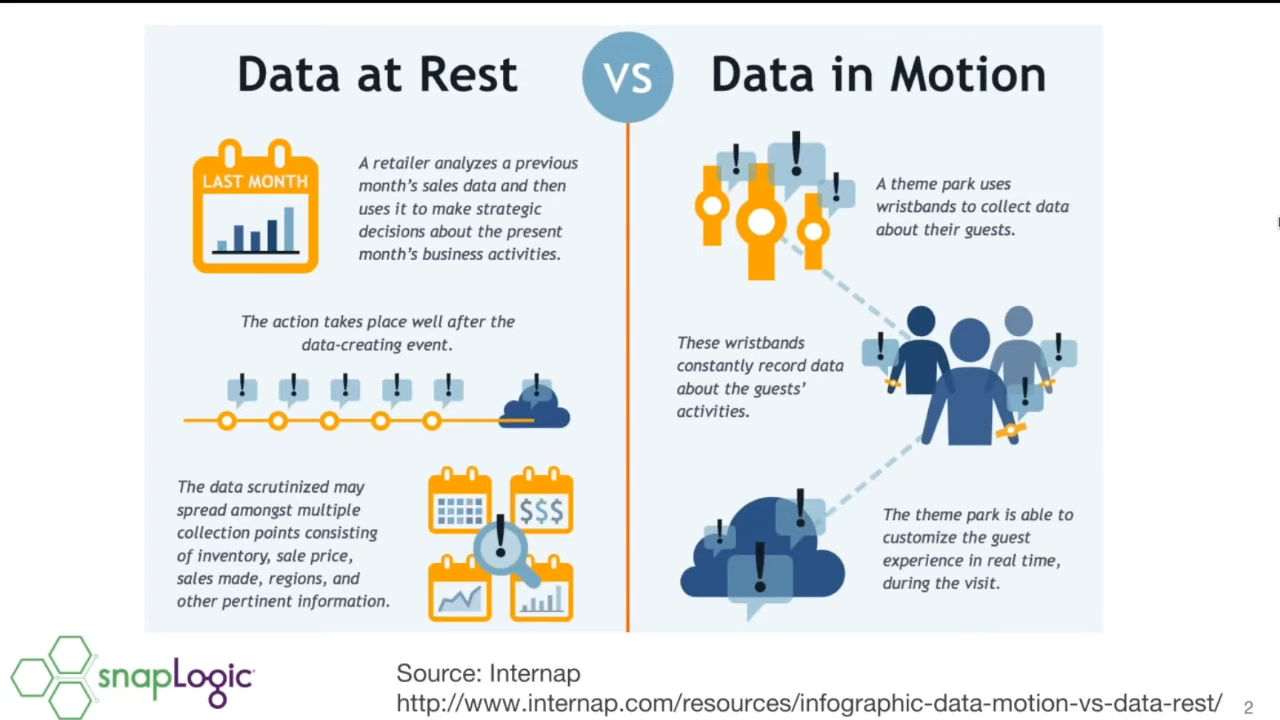 Data at Rest
VS
Data in Motion
LAST MONTH
A retailer analyzes a previous
month's sales data and then
uses it to make strategic
decisions about the present
month's business activities.
The action takes place well after the
data-creating event.
The data scrutinized may
spread amongst multiple
collection points consisting
of inventory, sale price,
sales made, regions, and
other pertinent information.
$$$
A theme park uses
wristbands to collect data
about their guests.
These wristbands
constantly record data
about the guests'
activities.
The theme park is able to
customize the guest
experience in real time,
during the visit.
snapLogic
Source: Internap
http://www.internap.com/resources/infographic-data-motion-vs-data-rest/
2